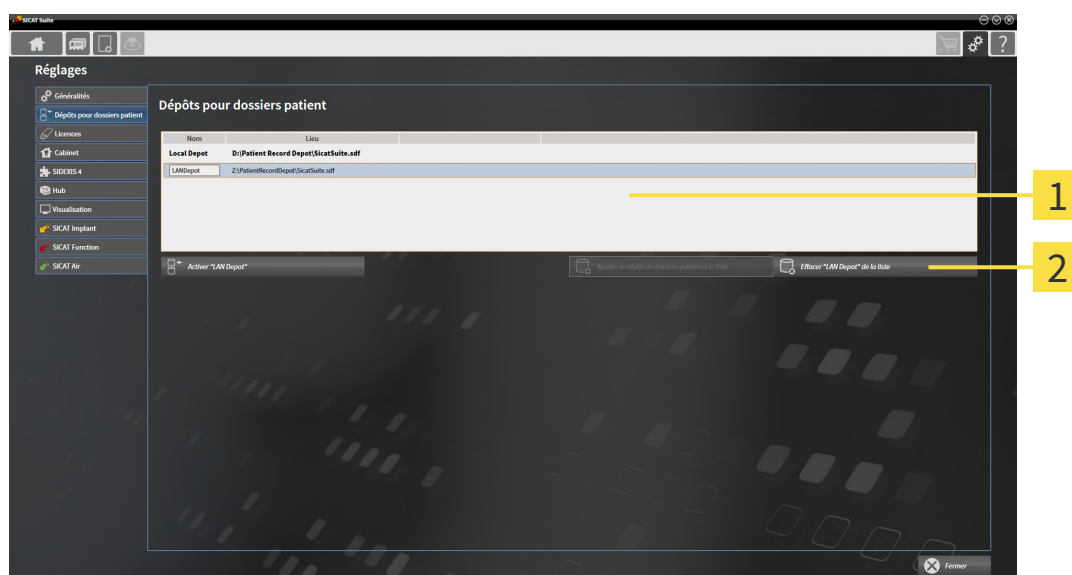 SICAT Suite
?
Réglages
Généralités
Dépôts pour dossiers patient
Licences
Cabinet
SIDEXIS 4
Hub
Visualisation
SICAT Implant
SICAT Function
SICAT Air
Dépôts pour dossiers patient
Nom Lieu
Local Depot D:\Patient Record Depot\SicatSuite.sdf
LANDepot Z:\PatientRecordDepot\SicatSuite.sdf
1
Activer "LAN Depot"
Ajouter le dépôt de dossiers patient à la liste
Effacer "LAN Depot" de la liste
2
Fermer